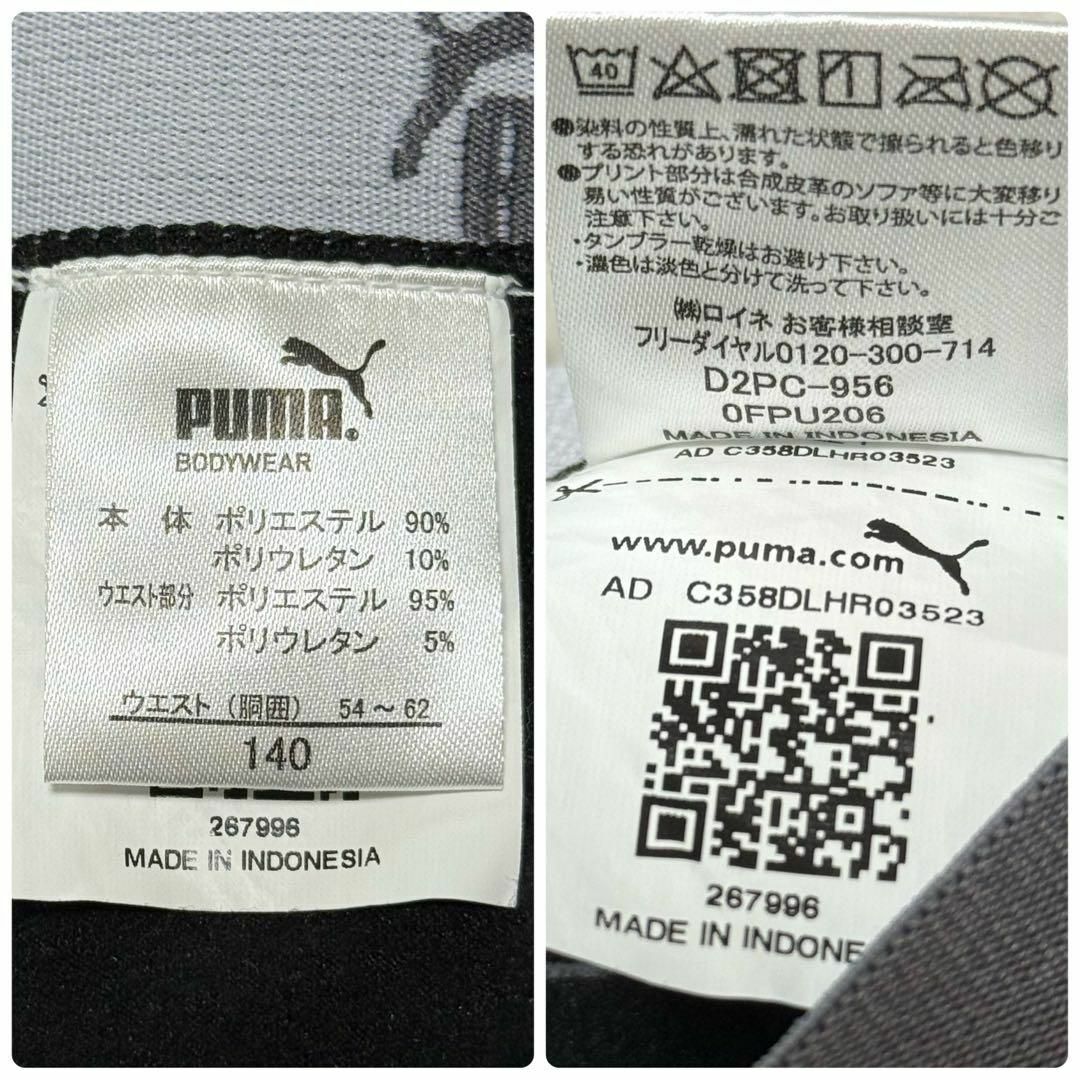 PUMA
BODYWEAR
本 体 ポリエステル 90%
ポリウレタン 10%
ウエスト部分 ポリエステル 95%
ポリウレタン 5%
ウエスト（胴囲） 54～62
140
267996
MADE IN INDONESIA
40
●染料の性質上、濡れた状態で擦られると色移り
する恐れがあります。
●プリント部分は合成皮革のソファ等に大変移り
易い性質がございます。お取り扱いには十分ご
注意下さい。
・タンブラー乾燥はお避け下さい。
・濃色は淡色と分けて洗って下さい。
㈱ロイネ お客様相談室
フリーダイヤル0120-300-714
D2PC-956
0FPU206
MADE IN INDONESIA
AD C358DLHR03523
www.puma.com
AD C358DLHR03523
267996
MADE IN INDONE